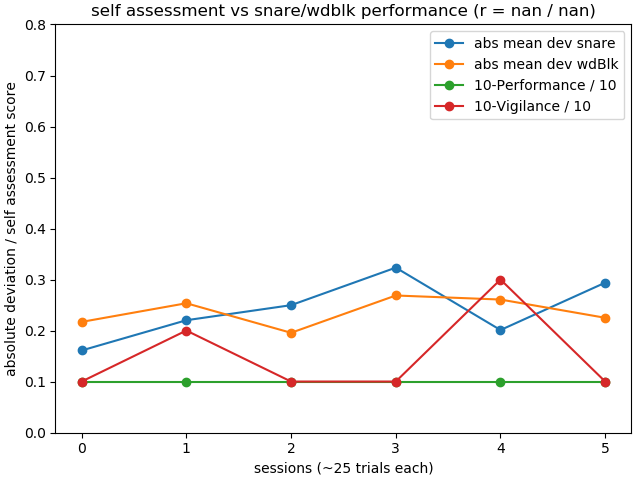 self assessment vs snare/wdblk performance (r = nan / nan)
abs mean dev snare
abs mean dev wdBlk
10-Performance / 10
10-Vigilance / 10
absolute deviation / self assessment score
0.8
0.7
0.6
0.5
0.4
0.3
0.2
0.1
0.0
0 1 2 3 4 5
sessions (~25 trials each)